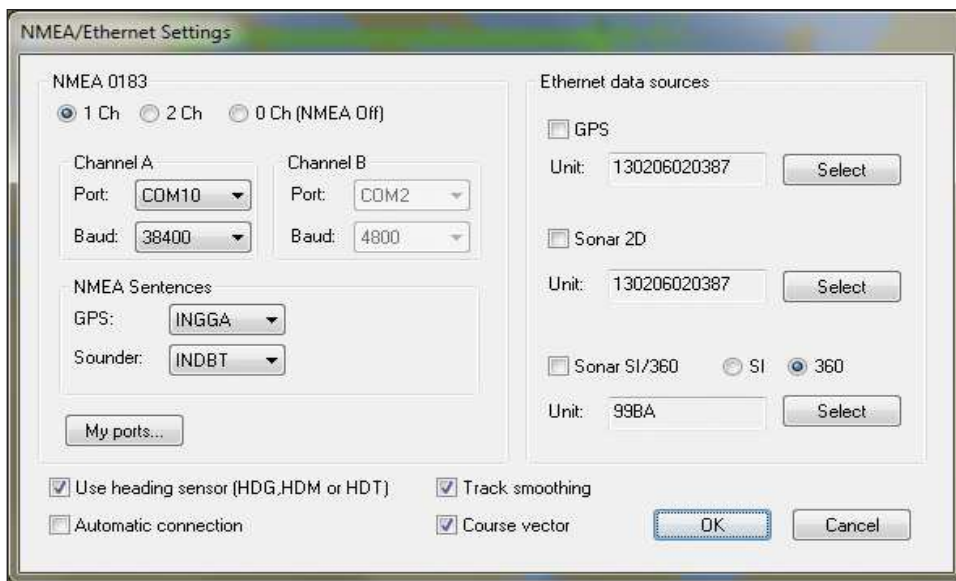 NMEA/Ethernet Settings
NMEA 0183
1 Ch 2 Ch 0 Ch (NMEA Off)
Channel A
Port: COM10
Baud: 38400
Channel B
Port: COM2
Baud: 4800
NMEA Sentences
GPS: INGGA
Sounder: INDBT
My ports...
Ethernet data sources
GPS
Unit: 130206020387 Select
Sonar 2D
Unit: 130206020387 Select
Sonar SI/360 SI 360
Unit: 99BA Select
Use heading sensor (HDG,HDM or HDT) Track smoothing
Automatic connection Course vector OK Cancel